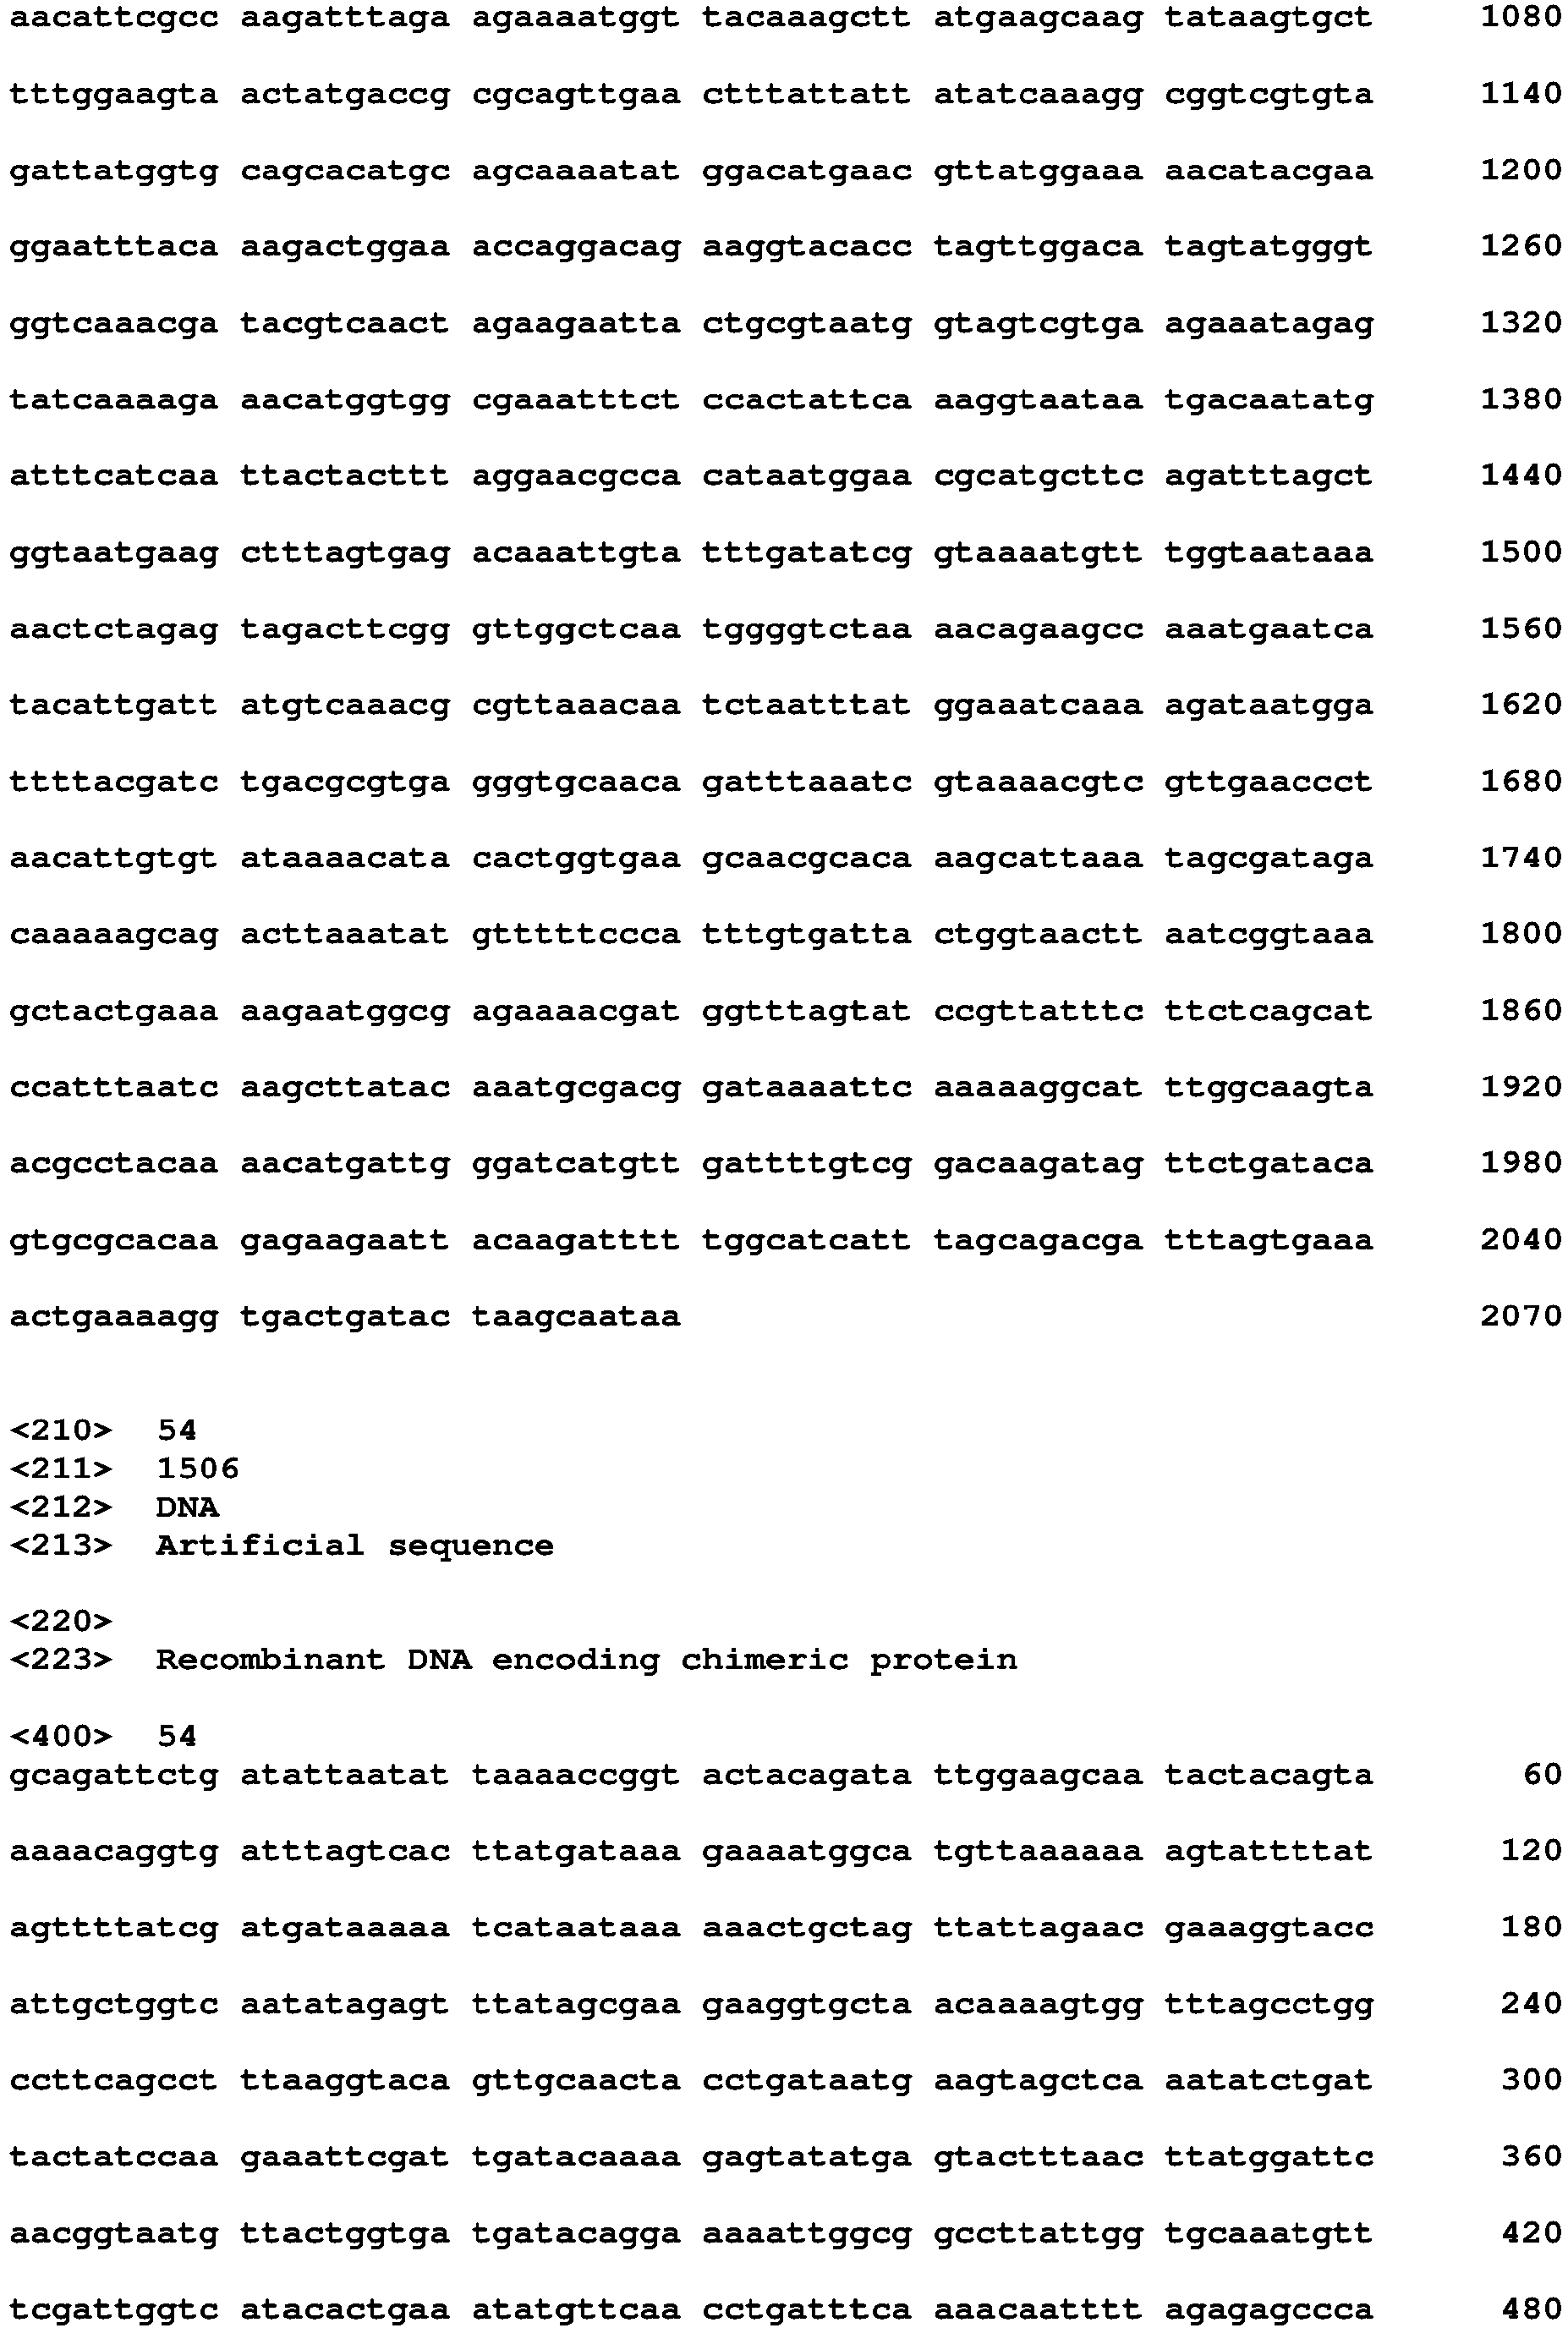 aacattcgcc aagatttaga agaaaatggt tacaaagctt atgaagcaag tataagtgct 1080
tttggaagta actatgaccg cgcagttgaa ctttattatt atatcaaagg cggtcgtgta 1140
gattatggtg cagcacatgc agcaaaatat ggacatgaac gttatggaaa aacatacgaa 1200
ggaatttaca aagactggaa accaggacag aaggtacacc tagttggaca tagtatgggt 1260
ggtcaaacga tacgtcaact agaagaatta ctgcgtaatg gtagtcgtga agaaatagag 1320
tatcaaaaga aacatggtgg cgaaatttct ccactattca aaggtaataa tgacaatatg 1380
atttcatcaa ttactacttt aggaacgcca cataatggaa cgcatgcttc agatttagct 1440
ggtaatgaag ctttagtgag acaaattgta tttgatatcg gtaaaatgtt tggtaataaa 1500
aactctagag tagacttcgg gttggctcaa tggggtctaa aacagaagcc aaatgaatca 1560
tacattgatt atgtcaaacg cgttaaacaa tctaatttat ggaaatcaaa agataatgga 1620
ttttacgatc tgacgcgtga gggtgcaaca gatttaaatc gtaaaacgtc gttgaaccct 1680
aacattgtgt ataaaacata cactggtgaa gcaacgcaca aagcattaaa tagcgataga 1740
caaaaagcag acttaaatat gtttttccca tttgtgatta ctggtaactt aatcggtaaa 1800
gctactgaaa aagaatggcg agaaaacgat ggtttagtat ccgttatttc ttctcagcat 1860
ccatttaatc aagcttatac aaatgcgacg gataaaattc aaaaaggcat ttggcaagta 1920
acgcctacaa aacatgattg ggatcatgtt gattttgtcg gacaagatag ttctgataca 1980
gtgcgcacaa gagaagaatt acaagatttt tggcatcatt tagcagacga tttagtgaaa 2040
actgaaaagg tgactgatac taagcaataa 2070
<210> 54
<211> 1506
<212> DNA
<213> Artificial sequence
<220>
<223> Recombinant DNA encoding chimeric protein
<400> 54
gcagattctg atattaatat taaaaccggt actacagata ttggaagcaa tactacagta 60
aaaacaggtg atttagtcac ttatgataaa gaaaatggca tgttaaaaaa agtattttat 120
agttttatcg atgataaaaa tcataataaa aaactgctag ttattagaac gaaaggtacc 180
attgctggtc aatatagagt ttatagcgaa gaaggtgcta acaaaagtgg tttagcctgg 240
ccttcagcct ttaaggtaca gttgcaacta cctgataatg aagtagctca aatatctgat 300
tactatccaa gaaattcgat tgatacaaaa gagtatatga gtactttaac ttatggattc 360
aacggtaatg ttactggtga tgatacagga aaaattggcg gccttattgg tgcaaatgtt 420
tcgattggtc atacactgaa atatgttcaa cctgatttca aaacaatttt agagagccca 480